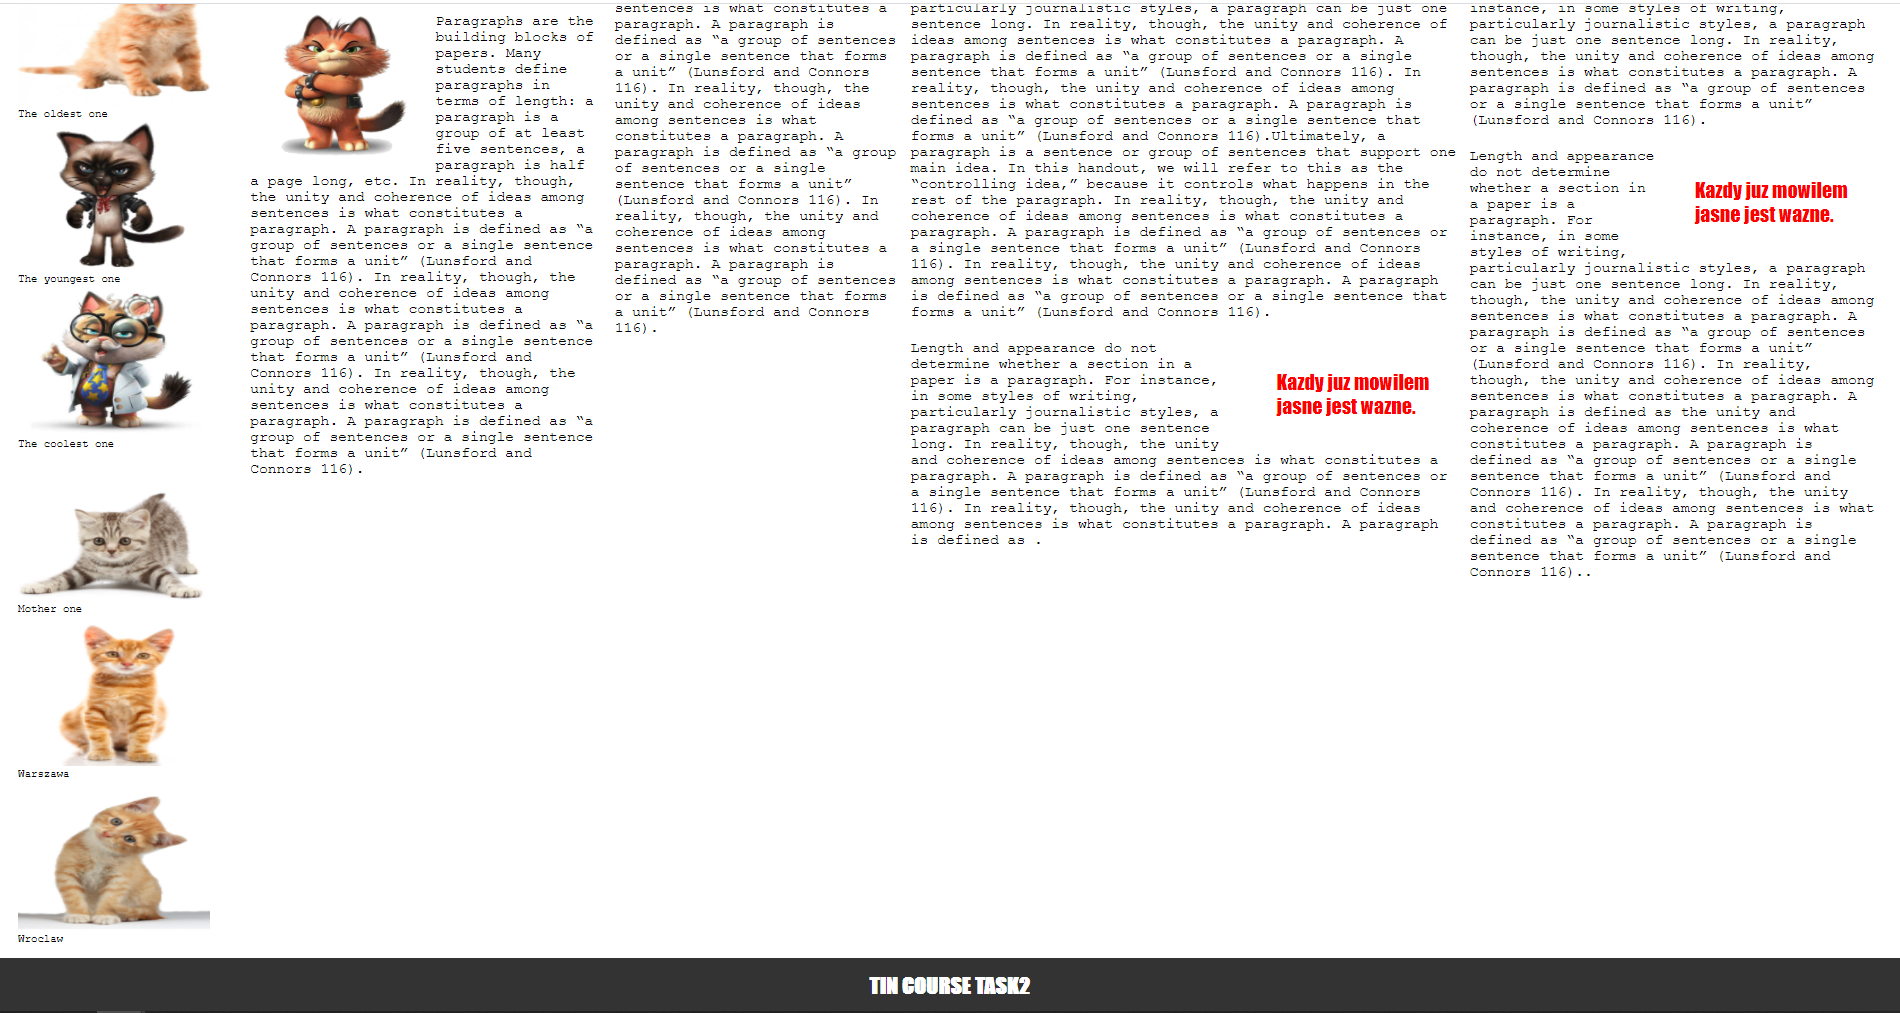 The oldest one
The youngest one
The coolest one
Mother one
Warszawa
Wroclaw
Paragraphs are the
building blocks of
papers. Many
students define
paragraphs in
terms of length: a
paragraph is a
group of at least
five sentences, a
paragraph is half
a page long, etc. In reality, though,
the unity and coherence of ideas among
sentences is what constitutes a
paragraph. A paragraph is defined as “a
group of sentences or a single sentence
that forms a unit” (Lunsford and
Connors 116). In reality, though, the
unity and coherence of ideas among
sentences is what constitutes a
paragraph. A paragraph is defined as “a
group of sentences or a single sentence
that forms a unit” (Lunsford and
Connors 116). In reality, though, the
unity and coherence of ideas among
sentences is what constitutes a
paragraph. A paragraph is defined as “a
group of sentences or a single sentence
that forms a unit” (Lunsford and
Connors 116).
sentences is what constitutes a
paragraph. A paragraph is
defined as “a group of sentences
or a single sentence that forms
a unit” (Lunsford and Connors
116). In reality, though, the
unity and coherence of ideas
among sentences is what
constitutes a paragraph. A
paragraph is defined as “a group
of sentences or a single
sentence that forms a unit”
(Lunsford and Connors 116). In
reality, though, the unity and
coherence of ideas among
sentences is what constitutes a
paragraph. A paragraph is
defined as “a group of sentences
or a single sentence that forms
a unit” (Lunsford and Connors
116).
particularly journalistic styles, a paragraph can be just one
sentence long. In reality, though, the unity and coherence of
ideas among sentences is what constitutes a paragraph. A
paragraph is defined as “a group of sentences or a single
sentence that forms a unit” (Lunsford and Connors 116). In
reality, though, the unity and coherence of ideas among
sentences is what constitutes a paragraph. A paragraph is
defined as “a group of sentences or a single sentence that
forms a unit” (Lunsford and Connors 116).Ultimately, a
paragraph is a sentence or group of sentences that support one
main idea. In this handout, we will refer to this as the
“controlling idea,” because it controls what happens in the
rest of the paragraph. In reality, though, the unity and
coherence of ideas among sentences is what constitutes a
paragraph. A paragraph is defined as “a group of sentences or
a single sentence that forms a unit” (Lunsford and Connors
116). In reality, though, the unity and coherence of ideas
among sentences is what constitutes a paragraph. A paragraph
is defined as “a group of sentences or a single sentence that
forms a unit” (Lunsford and Connors 116).
Length and appearance do not
determine whether a section in a
paper is a paragraph. For instance,
in some styles of writing,
particularly journalistic styles, a
paragraph can be just one sentence
long. In reality, though, the unity
Kazdy juz mowilem
jasne jest wazne.
and coherence of ideas among sentences is what constitutes a
paragraph. A paragraph is defined as “a group of sentences or
a single sentence that forms a unit” (Lunsford and Connors
116). In reality, though, the unity and coherence of ideas
among sentences is what constitutes a paragraph. A paragraph
is defined as .
instance, in some styles of writing,
particularly journalistic styles, a paragraph
can be just one sentence long. In reality,
though, the unity and coherence of ideas among
sentences is what constitutes a paragraph. A
paragraph is defined as “a group of sentences
or a single sentence that forms a unit”
(Lunsford and Connors 116).
Length and appearance
do not determine
whether a section in
a paper is a
paragraph. For
instance, in some
styles of writing,
Kazdy juz mowilem
jasne jest wazne.
particularly journalistic styles, a paragraph
can be just one sentence long. In reality,
though, the unity and coherence of ideas among
sentences is what constitutes a paragraph. A
paragraph is defined as “a group of sentences
or a single sentence that forms a unit”
(Lunsford and Connors 116). In reality,
though, the unity and coherence of ideas among
sentences is what constitutes a paragraph. A
paragraph is defined as the unity and
coherence of ideas among sentences is what
constitutes a paragraph. A paragraph is
defined as “a group of sentences or a single
sentence that forms a unit” (Lunsford and
Connors 116). In reality, though, the unity
and coherence of ideas among sentences is what
constitutes a paragraph. A paragraph is
defined as “a group of sentences or a single
sentence that forms a unit” (Lunsford and
Connors 116)..
TIN COURSE TASK2